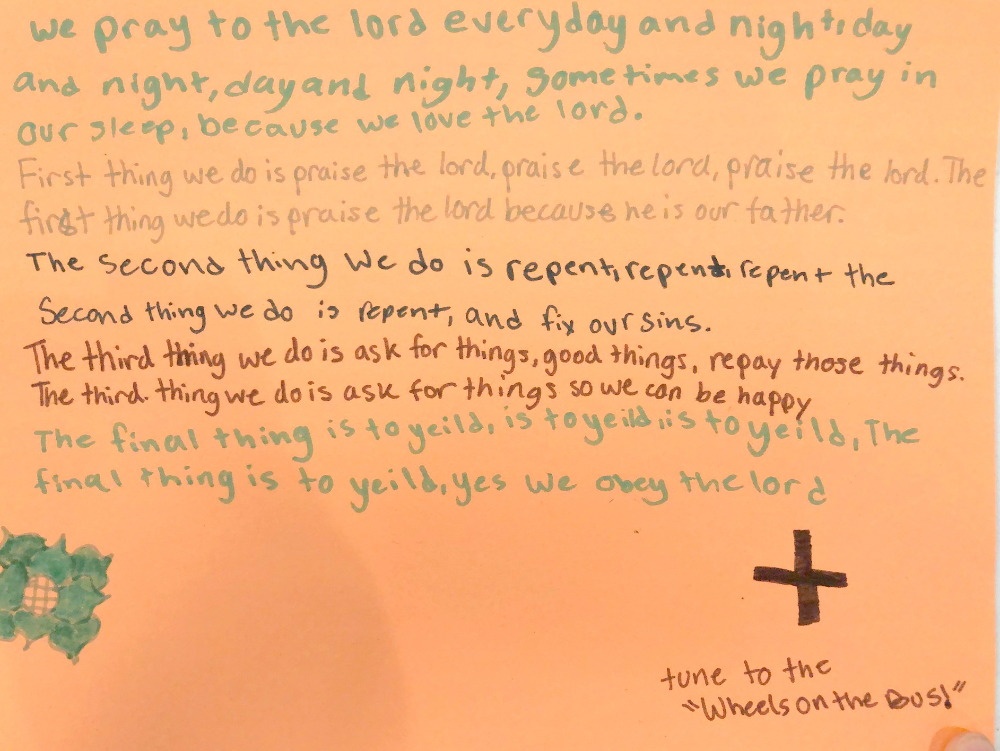 we pray to the lord everyday and night, day
and night, day and night, sometimes we pray in
our sleep, because we love the lord.
First thing we do is praise the lord, praise the lord, praise the lord. The
first thing we do is praise the lord because he is our father.
The second thing we do is repent, repent, repent the
Second thing we do is repent, and fix our sins.
The third thing we do is ask for things, good things, repay those things.
The third. thing we do is ask for things so we can be happy
The final thing is to yeild, is to yeild, is to yeild, The
final thing is to yeild, yes we obey the lord
tune to the
"Wheels on the Bus!"